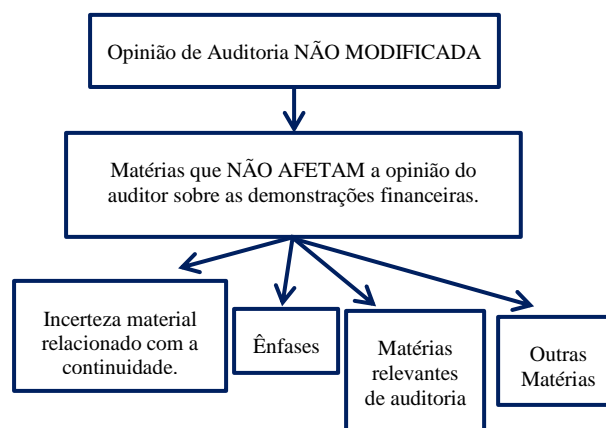 Opinião de Auditoria NÃO MODIFICADA
Matérias que NÃO AFETAM a opinião do
auditor sobre as demonstrações financeiras.
Incerteza material
relacionado com a
continuidade.
Ênfases
Matérias
relevantes
de auditoria
Outras
Matérias